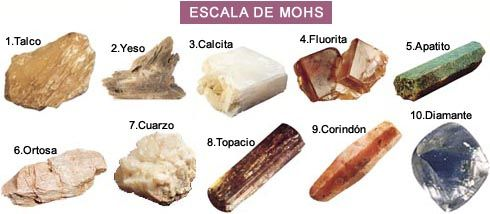 ESCALA DE MOHS
1.Talco
2.Yeso
3.Calcita
4.Fluorita
5.Apatito
6.Ortosa
7.Cuarzo
8.Topacio
9.Corindón
10.Diamante